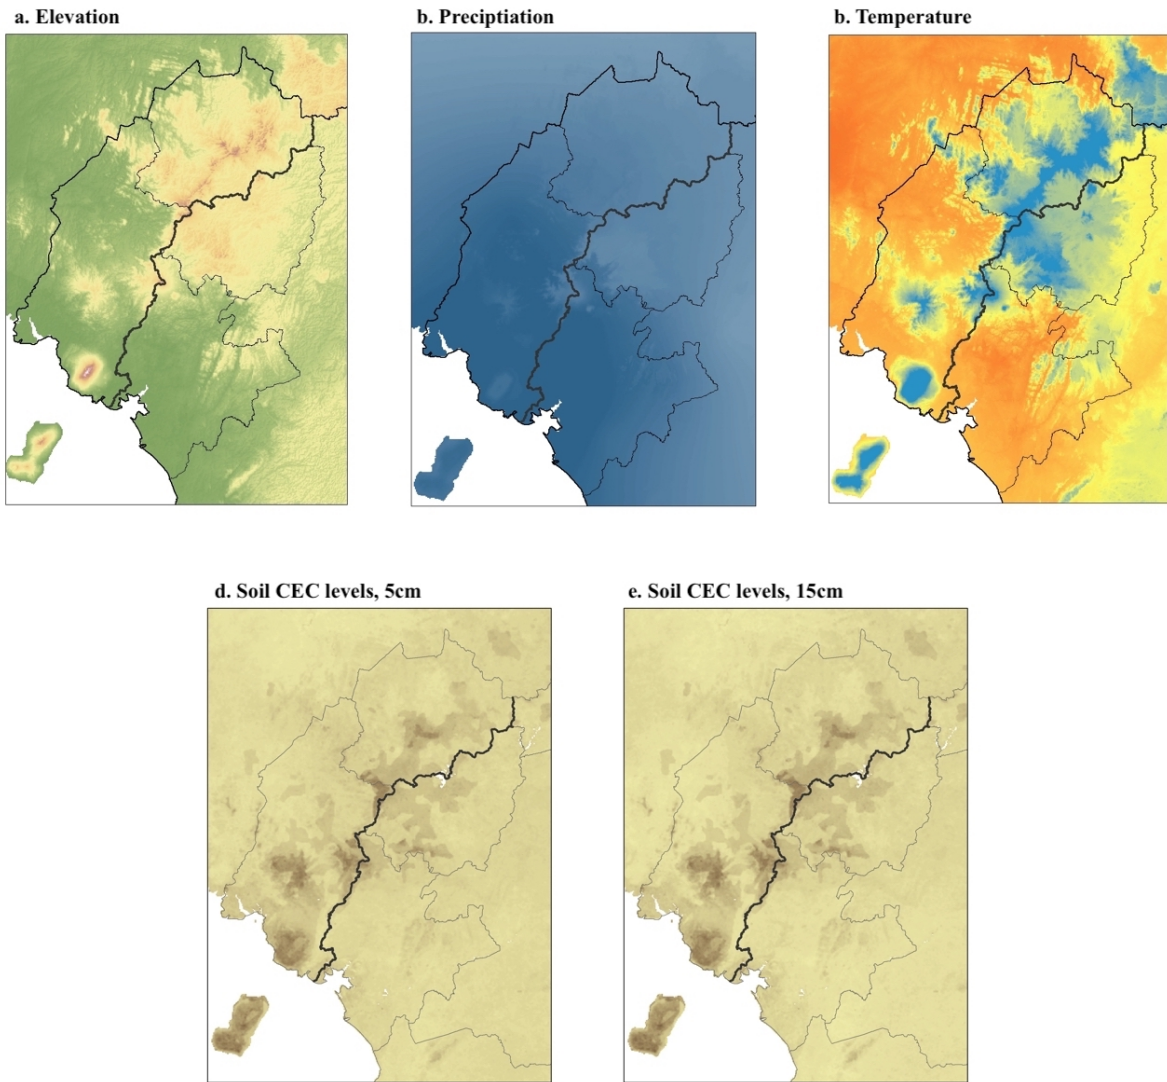 a. Elevation
b. Preciptiation
b. Temperature
d. Soil CEC levels, 5cm
e. Soil CEC levels, 15cm